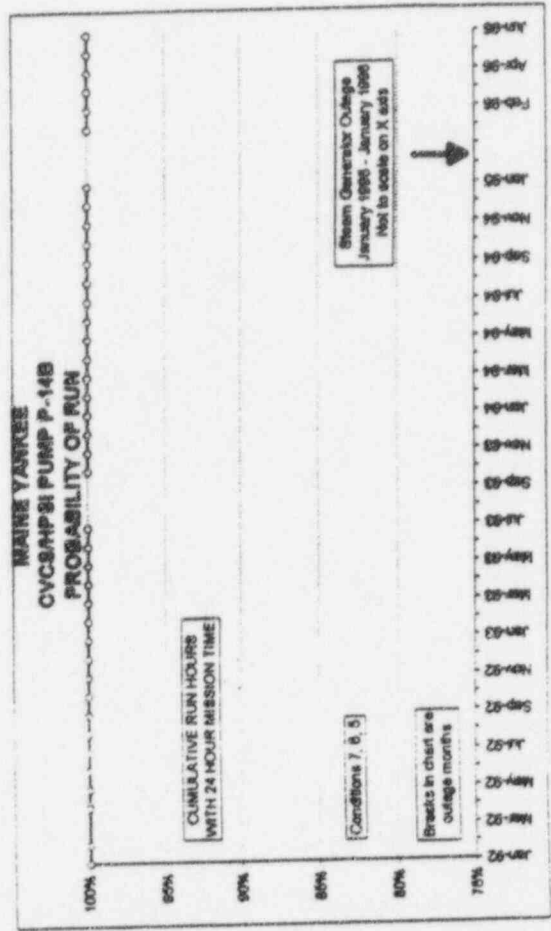 MAINE YANKEE
CVCS/HPSI PUMP P-14B
PROBABILITY OF RUN
100%
95%
90%
85%
80%
75%
CUMULATIVE RUN HOURS
WITH 24 HOUR MISSION TIME
Conditions 7, 6, 5
Bracks in chart are
outage months
Steam Generator Outage
January 1995 - January 1996
Not to scale on X axis
Jan-92
Mar-92
May-92
Jul-92
Sep-92
Nov-92
Jan-93
Mar-93
May-93
Jul-93
Sep-93
Nov-93
Jan-94
Mar-94
May-94
Jul-94
Sep-94
Nov-94
Jan-95
Feb-96
Apr-96
Jun-96